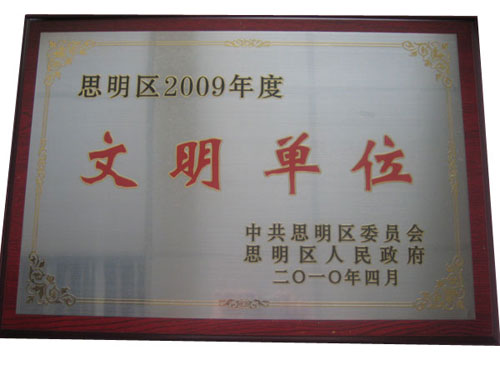 思明区2009年度
文明单位
中共思明区委员会
思明区人民政府
二〇一〇年四月